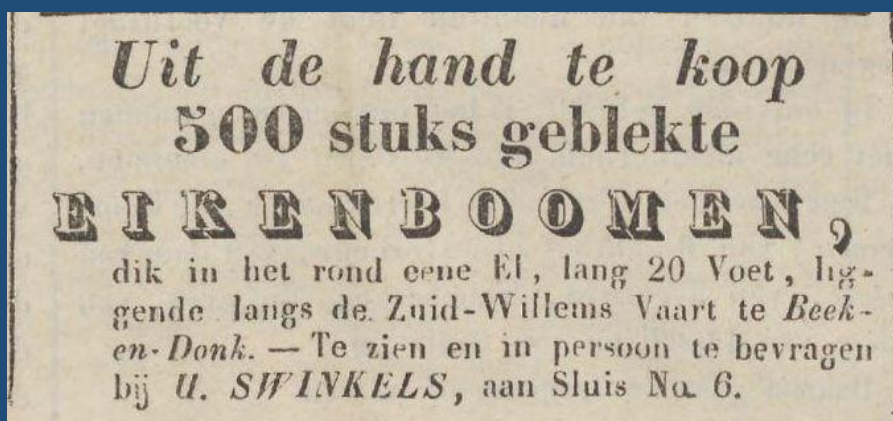 Uit de hand te koop
500 stuks geblekte
EIKENBOOMEN,
dik in het rond eene El, lang 20 Voet, lig-
gende langs de Zuid-Willems Vaart te Beek-
en-Donk. — Te zien en in persoon te bevragen
bij U. SWINKELS, aan Sluis No. 6.